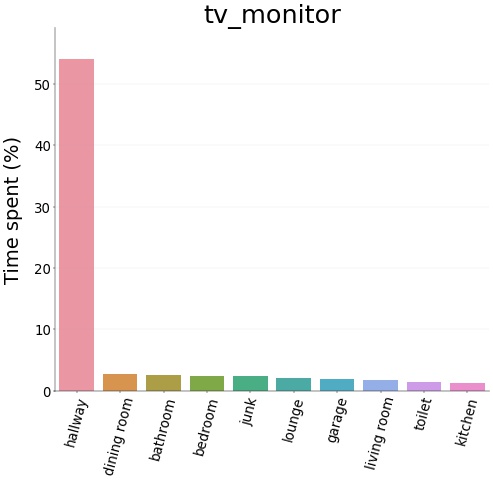 tv_monitor
Time spent (%)
50
40
30
20
10
0
hallway
dining room
bathroom
bedroom
junk
lounge
garage
living room
toilet
kitchen